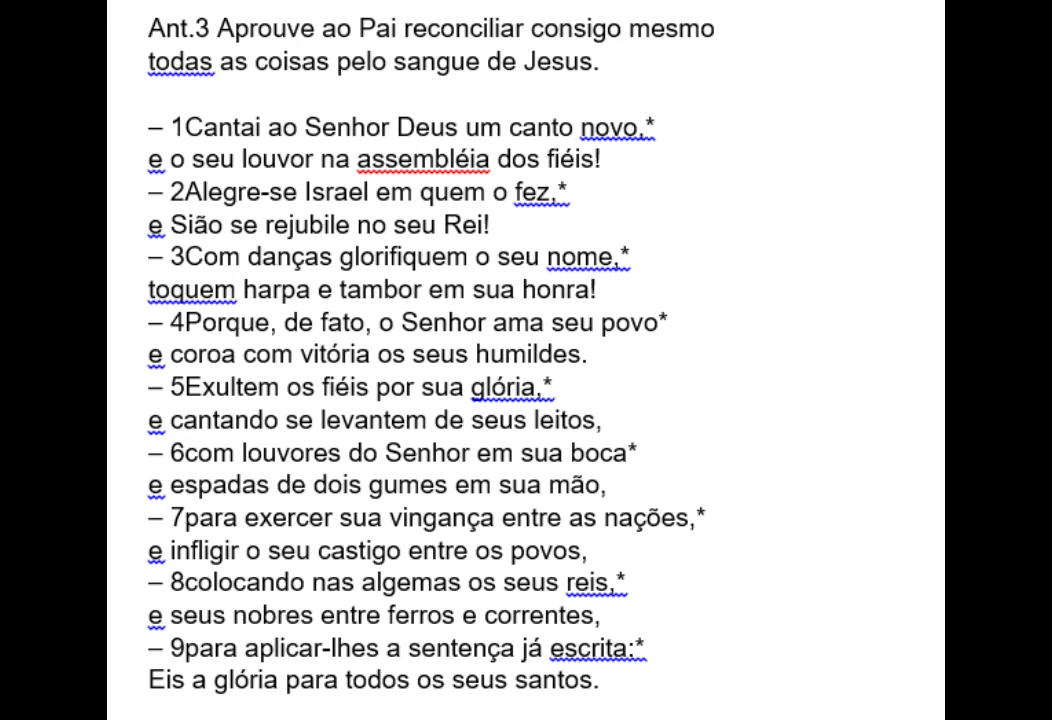 Ant.3 Aprouve ao Pai reconciliar consigo mesmo
todas as coisas pelo sangue de Jesus.
– 1Cantai ao Senhor Deus um canto novo,*
e o seu louvor na assembléia dos fiéis!
– 2Alegre-se Israel em quem o fez,*
e Sião se rejubile no seu Rei!
– 3Com danças glorifiquem o seu nome,*
toquem harpa e tambor em sua honra!
– 4Porque, de fato, o Senhor ama seu povo*
e coroa com vitória os seus humildes.
– 5Exultem os fiéis por sua glória,*
e cantando se levantem de seus leitos,
– 6com louvores do Senhor em sua boca*
e espadas de dois gumes em sua mão,
– 7para exercer sua vingança entre as nações,*
e infligir o seu castigo entre os povos,
– 8colocando nas algemas os seus reis,*
e seus nobres entre ferros e correntes,
– 9para aplicar-lhes a sentença já escrita:*
Eis a glória para todos os seus santos.